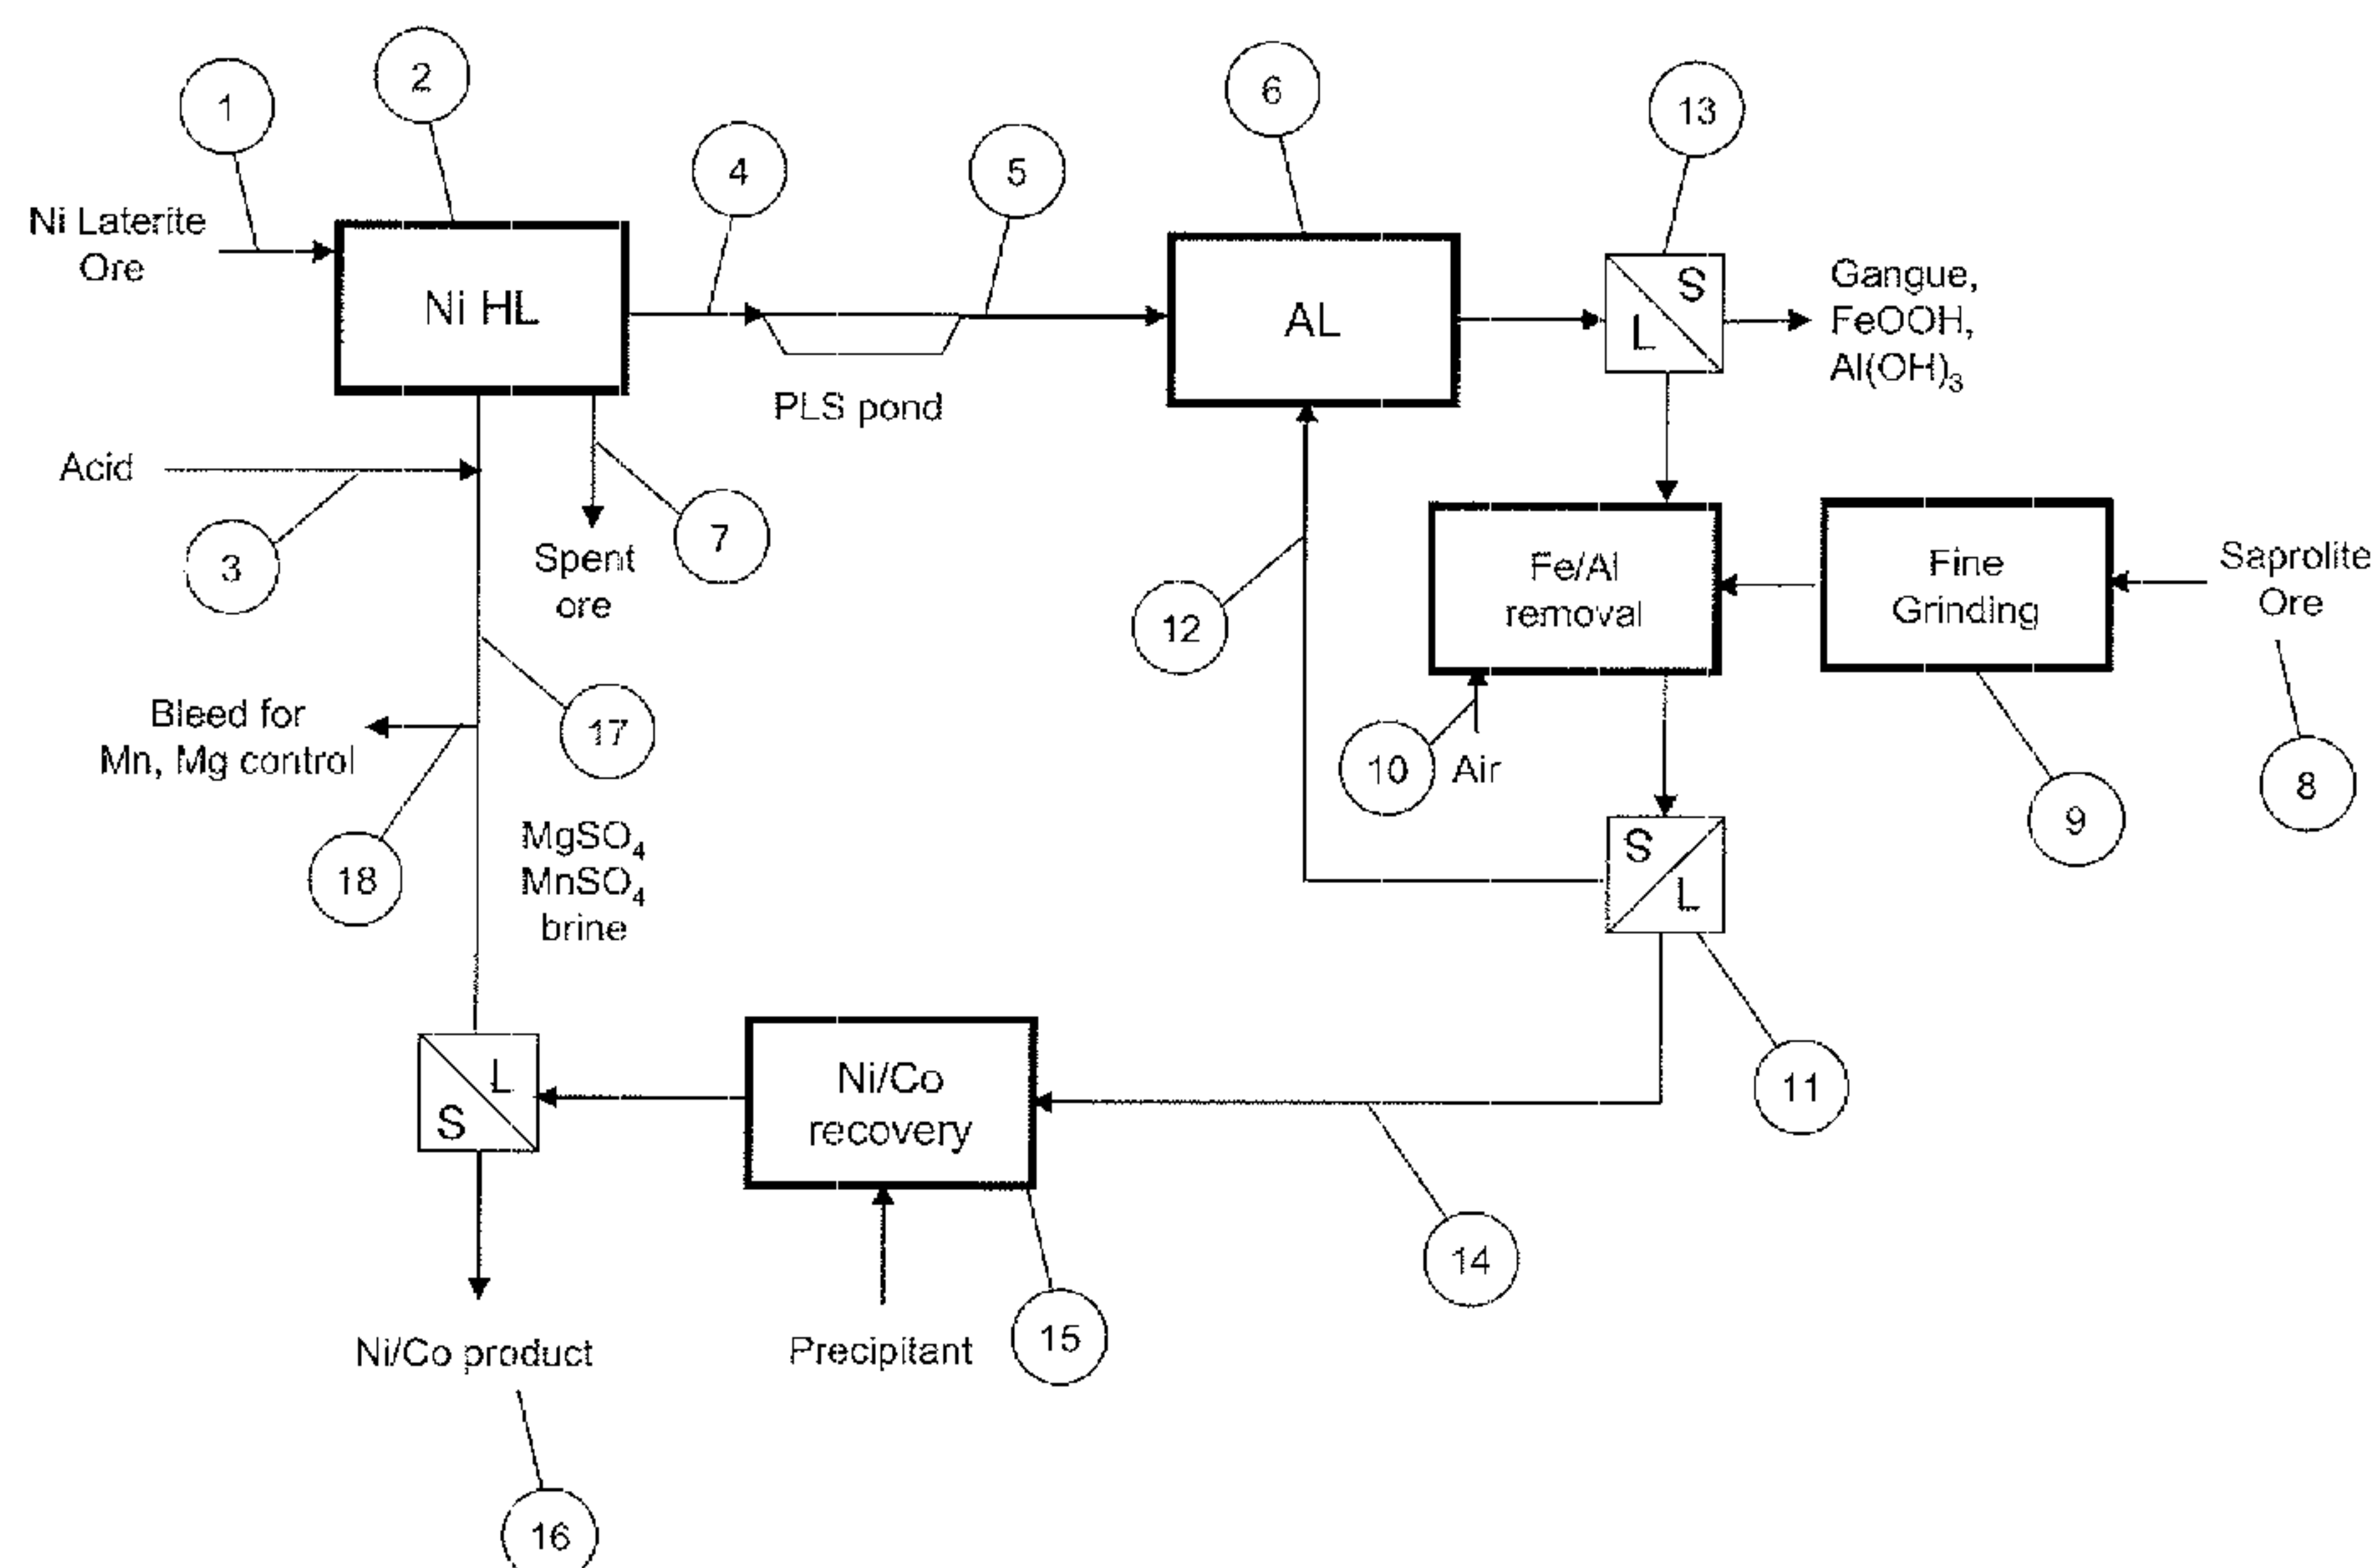 1
2
4
5
6
13
Ni Laterite
Ore
Ni HL
PLS pond
AL
S
L
Gangue,
FeOOH,
Al(OH)3
Acid
3
Spent
ore
7
12
Fe/Al
removal
Fine
Grinding
Saprolite
Ore
Bleed for
Mn, Mg control
17
10
Air
9
8
18
MgSO4
MnSO4
brine
S
L
11
L
S
Ni/Co
recovery
14
Ni/Co product
Precipitant
15
16